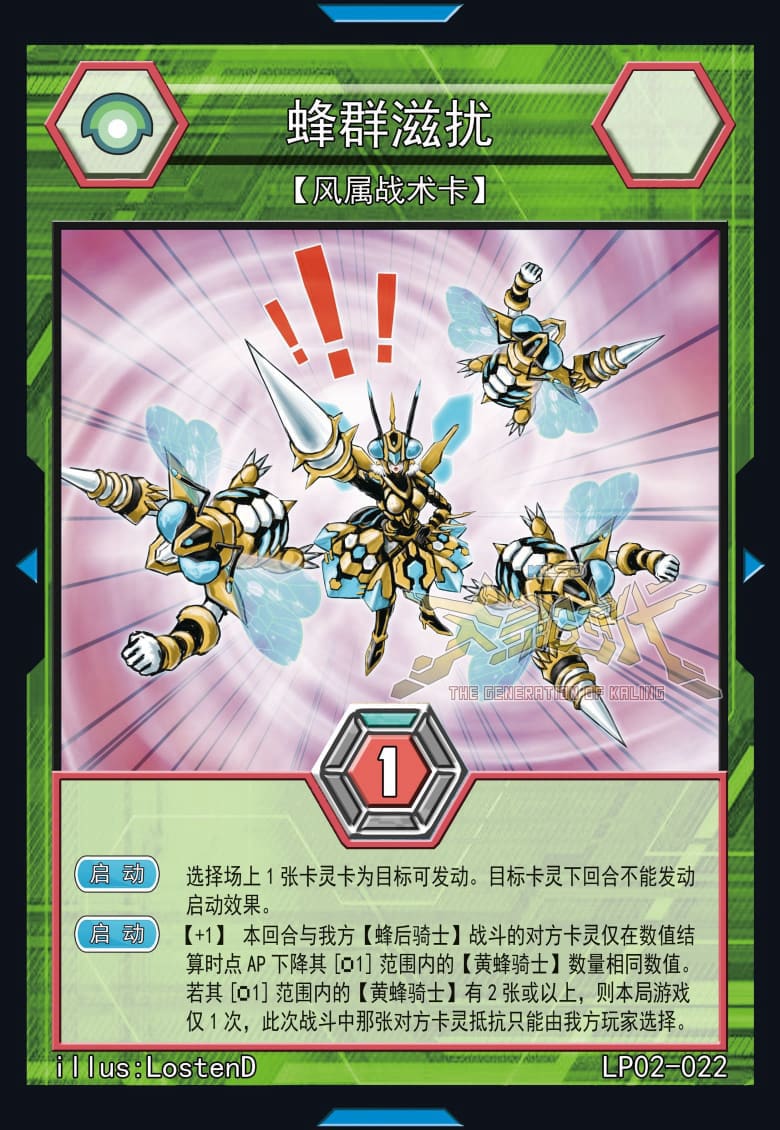 蜂群滋扰
【风属战术卡】
!!!
THE GENERATION OF KALING
1
启动 选择场上1张卡灵卡为目标可发动。目标卡灵下回合不能发动
启动效果。
启动 【+1】 本回合与我方【蜂后骑士】战斗的对方卡灵仅在数值结
算时点AP下降其[O1]范围内的【黄蜂骑士】数量相同数值。
若其[O1]范围内的【黄蜂骑士】有2张或以上，则本局游戏
仅1次，此次战斗中那张对方卡灵抵抗只能由我方玩家选择。
illus:LostenD
LP02-022